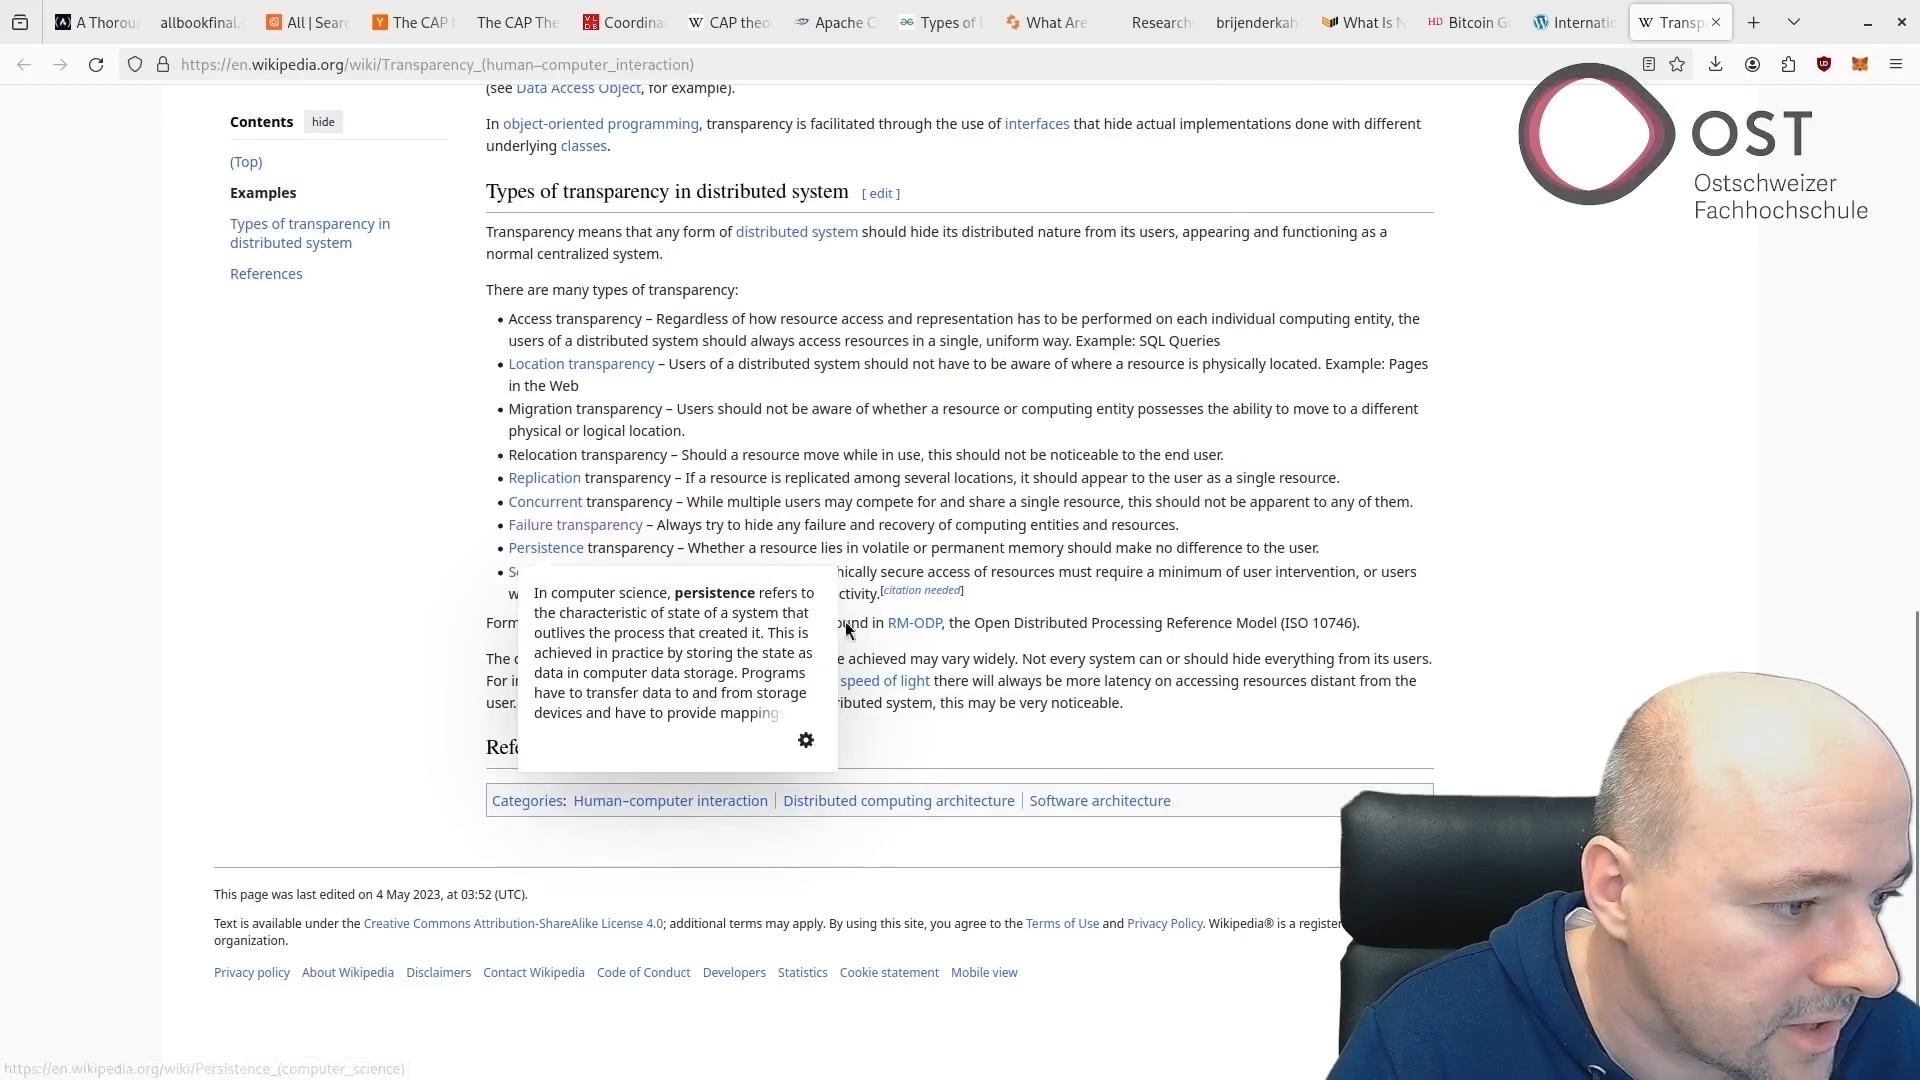 A Thorou
allbookfinal.
All | Sear
The CAP t
The CAP The
Coordina
CAP theo
Apache C
Types of
What Are
Research
brijenderkah
What Is N
Bitcoin G
Internatio
Transp
https://en.wikipedia.org/wiki/Transparency_(human–computer_interaction)
OST
Ostschweizer
Fachhochschule
Contents hide
(Top)
Examples
Types of transparency in
distributed system
References
(see Data Access Object, for example).
In object-oriented programming, transparency is facilitated through the use of interfaces that hide actual implementations done with different
underlying classes.
Types of transparency in distributed system [ edit ]
Transparency means that any form of distributed system should hide its distributed nature from its users, appearing and functioning as a
normal centralized system.
There are many types of transparency:
• Access transparency – Regardless of how resource access and representation has to be performed on each individual computing entity, the
users of a distributed system should always access resources in a single, uniform way. Example: SQL Queries
• Location transparency – Users of a distributed system should not have to be aware of where a resource is physically located. Example: Pages
in the Web
• Migration transparency – Users should not be aware of whether a resource or computing entity possesses the ability to move to a different
physical or logical location.
• Relocation transparency – Should a resource move while in use, this should not be noticeable to the end user.
• Replication transparency – If a resource is replicated among several locations, it should appear to the user as a single resource.
• Concurrent transparency – While multiple users may compete for and share a single resource, this should not be apparent to any of them.
• Failure transparency – Always try to hide any failure and recovery of computing entities and resources.
• Persistence transparency – Whether a resource lies in volatile or permanent memory should make no difference to the user.
• Se hically secure access of resources must require a minimum of user intervention, or users
w ctivity.[citation needed]
Form ound in RM-ODP, the Open Distributed Processing Reference Model (ISO 10746).
The d e achieved may vary widely. Not every system can or should hide everything from its users.
For in speed of light there will always be more latency on accessing resources distant from the
user. ributed system, this may be very noticeable.
Refe
In computer science, persistence refers to
the characteristic of state of a system that
outlives the process that created it. This is
achieved in practice by storing the state as
data in computer data storage. Programs
have to transfer data to and from storage
devices and have to provide mappings
Categories: Human–computer interaction | Distributed computing architecture | Software architecture
This page was last edited on 4 May 2023, at 03:52 (UTC).
Text is available under the Creative Commons Attribution-ShareAlike License 4.0; additional terms may apply. By using this site, you agree to the Terms of Use and Privacy Policy. Wikipedia® is a register
organization.
Privacy policy About Wikipedia Disclaimers Contact Wikipedia Code of Conduct Developers Statistics Cookie statement Mobile view
https://en.wikipedia.org/wiki/Persistence_(computer_science)